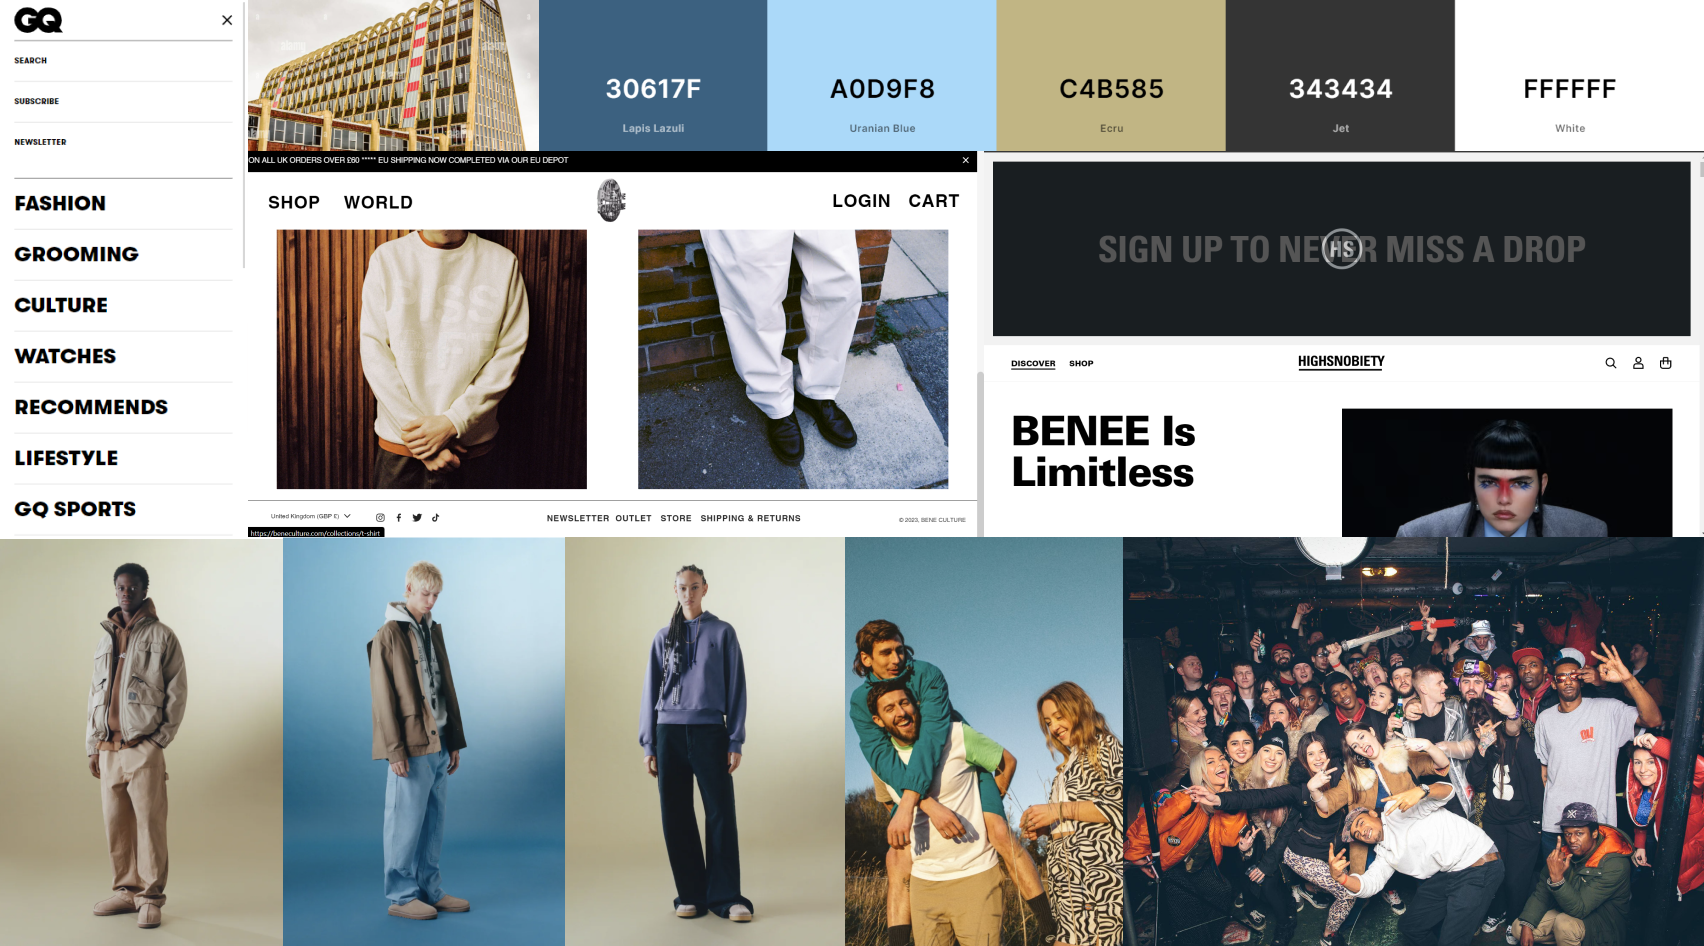 GQ
SEARCH
SUBSCRIBE
NEWSLETTER
FASHION
GROOMING
CULTURE
WATCHES
RECOMMENDS
LIFESTYLE
GQ SPORTS
alamy
alamy
30617F
Lapis Lazuli
A0D9F8
Uranian Blue
C4B585
Ecru
343434
Jet
FFFFFF
White
ON ALL UK ORDERS OVER £60 ***** EU SHIPPING NOW COMPLETED VIA OUR EU DEPOT
SHOP WORLD
LOGIN CART
United Kingdom (GBP £)
NEWSLETTER OUTLET STORE SHIPPING & RETURNS
© 2023, BENE CULTURE
https://beneculture.com/collections/t-shirt
SIGN UP TO NEVER MISS A DROP
HS
DISCOVER SHOP
HIGHSNOBIETY
BENEE Is
Limitless